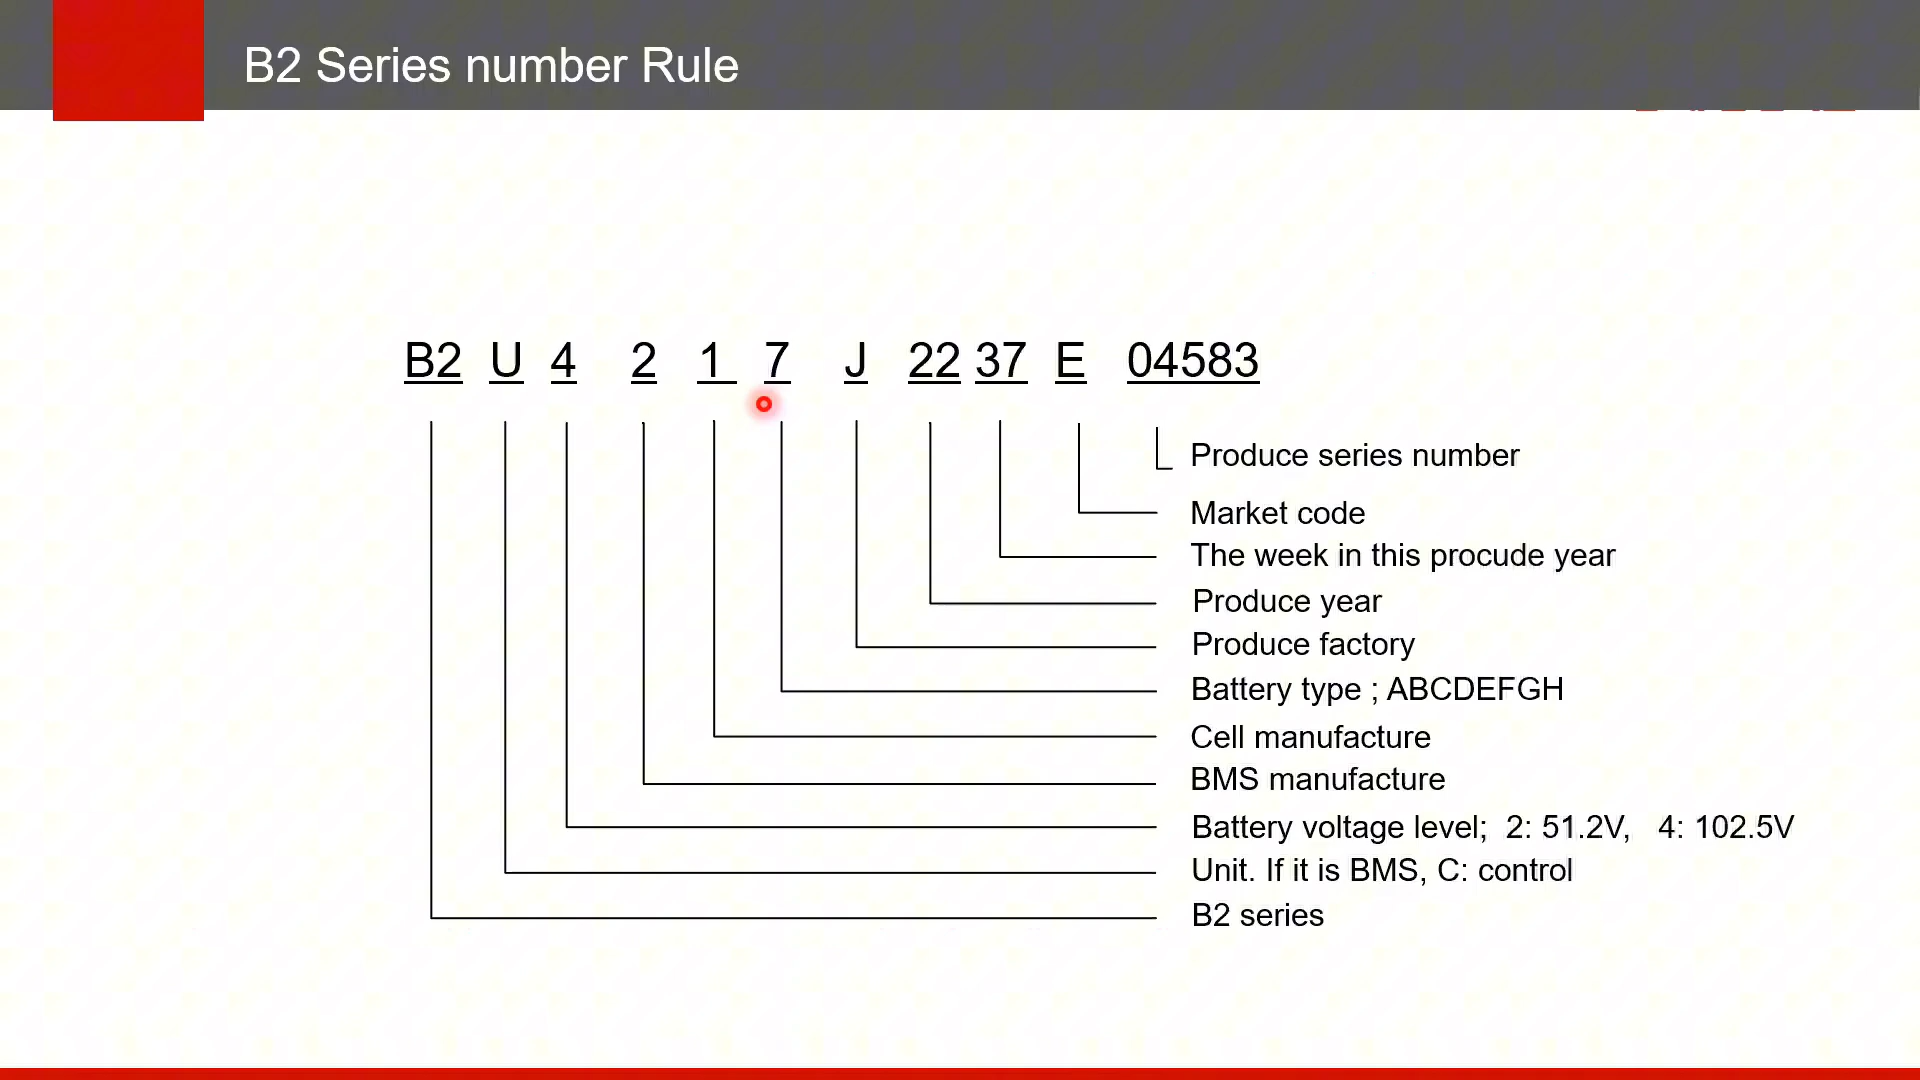 B2 Series number Rule
B2 U 4 2 1 7 J 22 37 E 04583
Produce series number
Market code
The week in this procude year
Produce year
Produce factory
Battery type ; ABCDEFGH
Cell manufacture
BMS manufacture
Battery voltage level; 2: 51.2V, 4: 102.5V
Unit. If it is BMS, C: control
B2 series